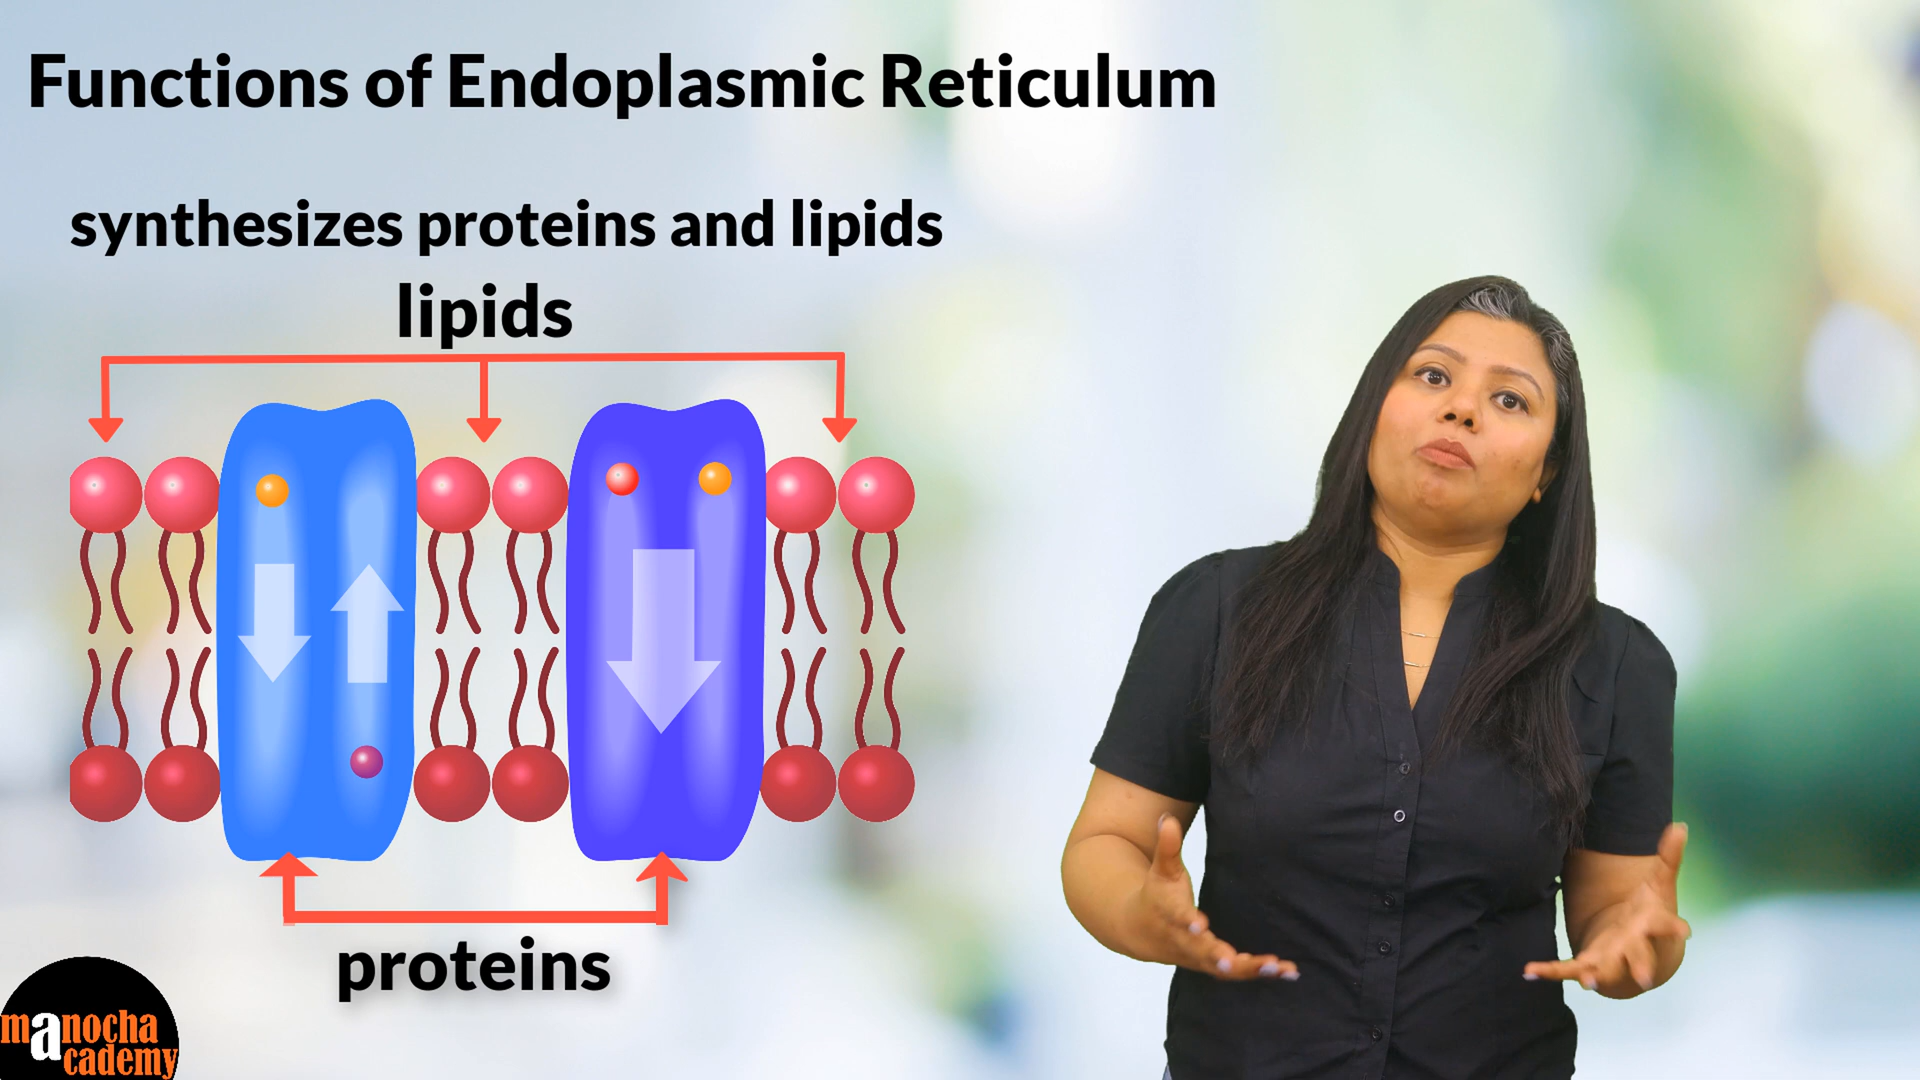 Functions of Endoplasmic Reticulum
synthesizes proteins and lipids
lipids
proteins
manocha
academy